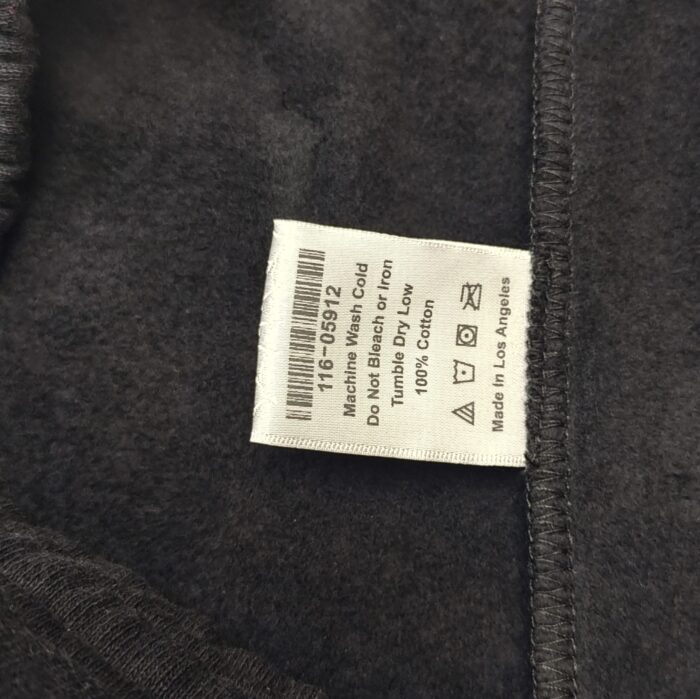 116-05912
Machine Wash Cold
Do Not Bleach or Iron
Tumble Dry Low
100% Cotton
Made In Los Angeles